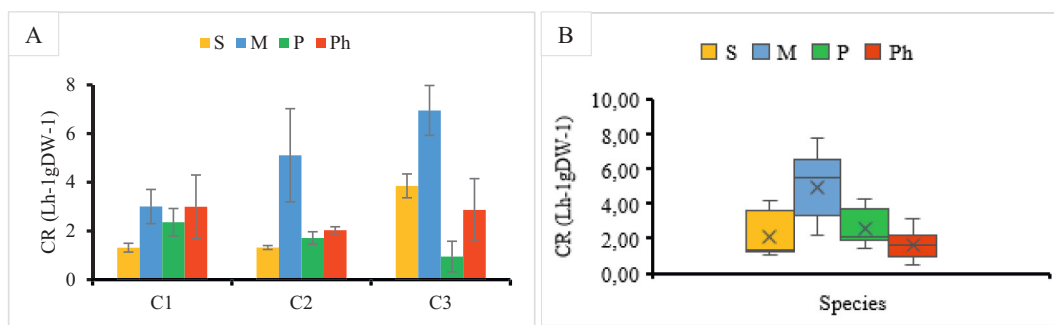 A
S M P Ph
8
6
4
2
0
CR (Lh-1gDW-1)
C1 C2 C3
B
S M P Ph
10,00
8,00
6,00
4,00
2,00
0,00
CR (Lh-1gDW-1)
Species